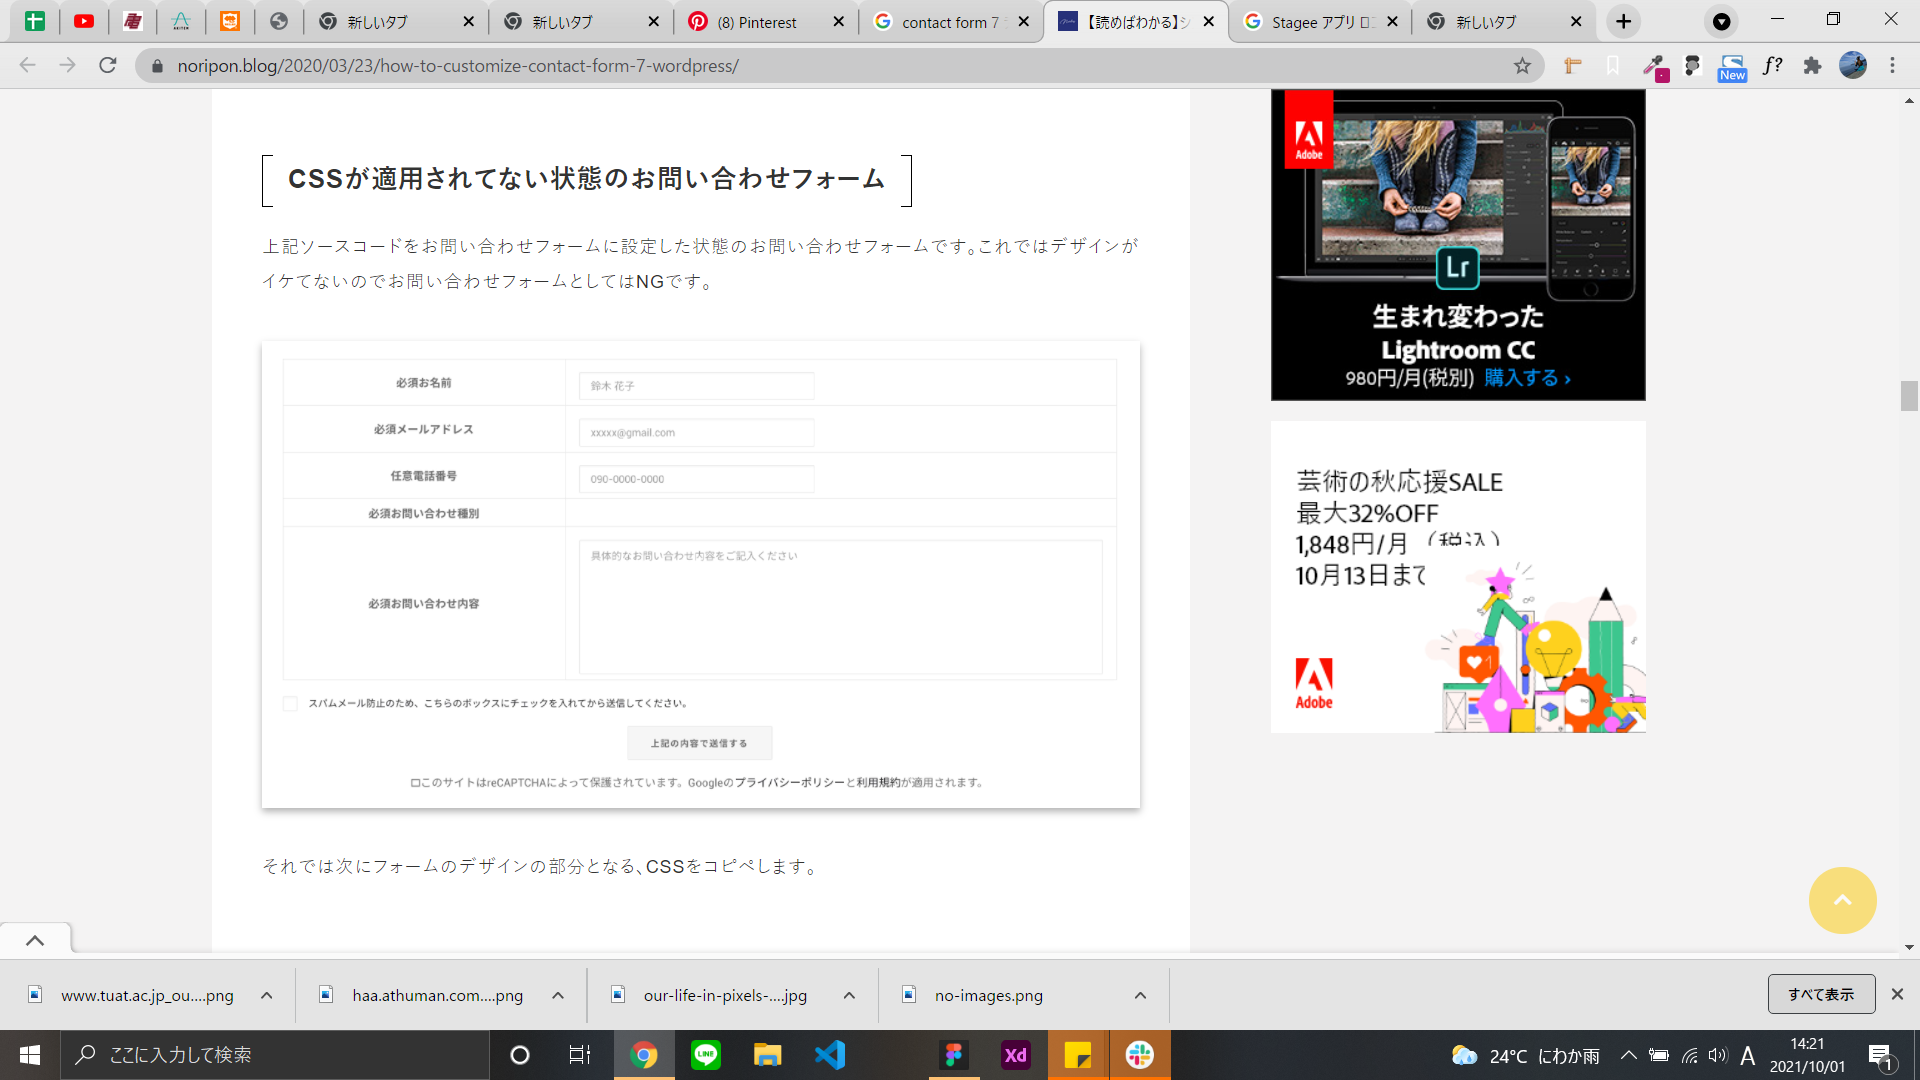 新しいタブ
新しいタブ
(8) Pinterest
contact form 7
【読めばわかる】シ
Stagee アプリ ロゴ
新しいタブ
noripon.blog/2020/03/23/how-to-customize-contact-form-7-wordpress/
New
f?
CSSが適用されてない状態のお問い合わせフォーム
上記ソースコードをお問い合わせフォームに設定した状態のお問い合わせフォームです。これではデザインが
イケてないのでお問い合わせフォームとしてはNGです。
必須お名前
鈴木 花子
必須メールアドレス
xxxxx@gmail.com
任意電話番号
090-0000-0000
必須お問い合わせ種別
必須お問い合わせ内容
具体的なお問い合わせ内容をご記入ください
スパムメール防止のため、こちらのボックスにチェックを入れてから送信してください。
上記の内容で送信する
ロこのサイトはreCAPTCHAによって保護されています。Googleのプライバシーポリシーと利用規約が適用されます。
それでは次にフォームのデザインの部分となる、CSSをコピペします。
Adobe
Lr
生まれ変わった
Lightroom CC
980円/月(税別) 購入する ›
芸術の秋応援SALE
最大32%OFF
1,848円/月 (税込)
10月13日まで
1
Adobe
www.tuat.ac.jp_ou....png
haa.athuman.com....png
our-life-in-pixels-....jpg
no-images.png
すべて表示
ここに入力して検索
LINE
Xd
24°C にわか雨
A
14:21
2021/10/01
1